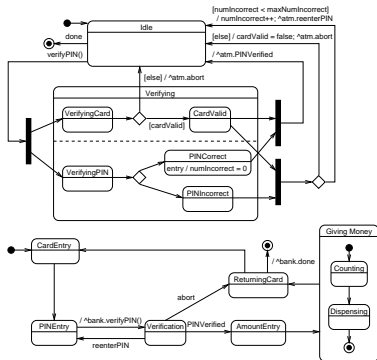 [numIncorrect < maxNumIncorrect]
/ numIncorrect++; ^atm.reenterPIN
Idle
done
[else] / cardValid = false; ^atm.abort
verifyPIN()
/ ^atm.PINVerified
[else] / ^atm.abort
Verifying
VerifyingCard
CardValid
[cardValid]
PINCorrect
entry / numIncorrect = 0
VerifyingPIN
PINIncorrect
Giving Money
CardEntry
/ ^bank.done
Counting
ReturningCard
abort
Dispensing
/ ^bank.verifyPIN()
PINEntry
Verification
PINVerified
AmountEntry
reenterPIN